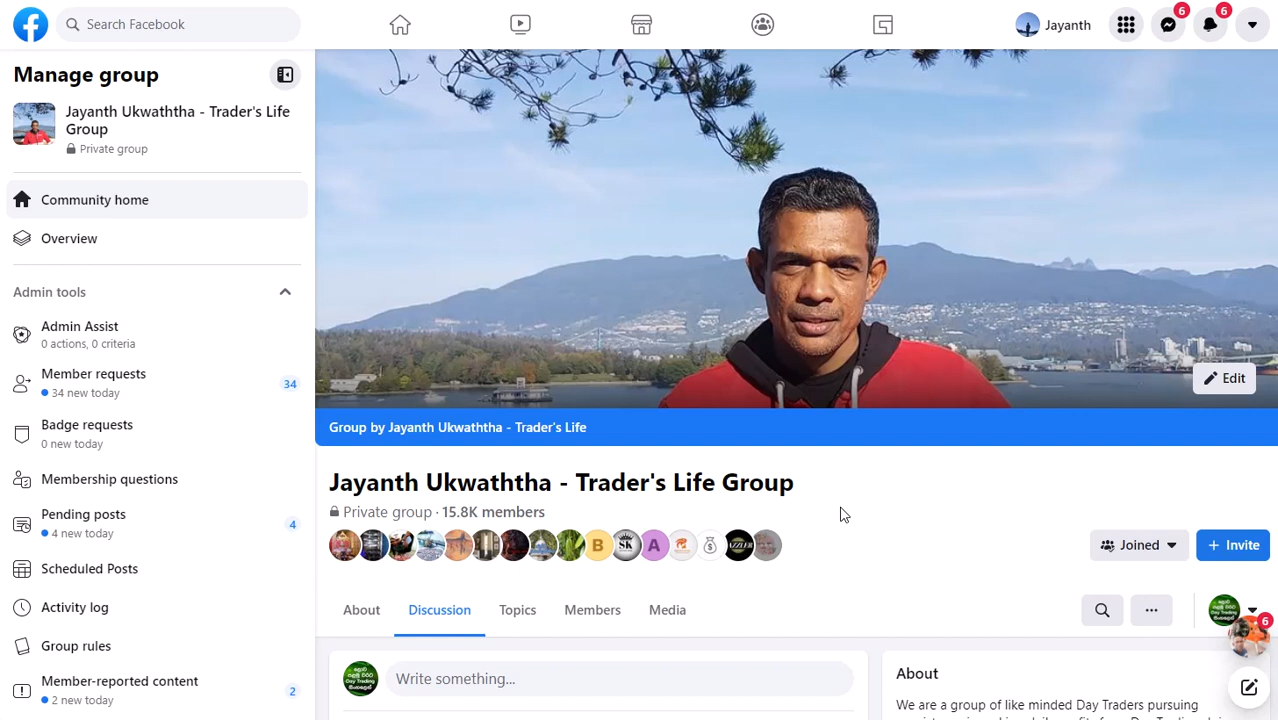 Search Facebook
Jayanth
6
6
Manage group
Jayanth Ukwaththa - Trader's Life
Group
Private group
Community home
Overview
Admin tools
Admin Assist
0 actions, 0 criteria
Member requests
34 new today
34
Badge requests
0 new today
Membership questions
Pending posts
4 new today
4
Scheduled Posts
Activity log
Group rules
Member-reported content
2 new today
2
Edit
Group by Jayanth Ukwaththa - Trader's Life
Jayanth Ukwaththa - Trader's Life Group
Private group · 15.8K members
B
SK
A
Joined
+ Invite
About
Discussion
Topics
Members
Media
6
Write something...
About
We are a group of like minded Day Traders pursuing